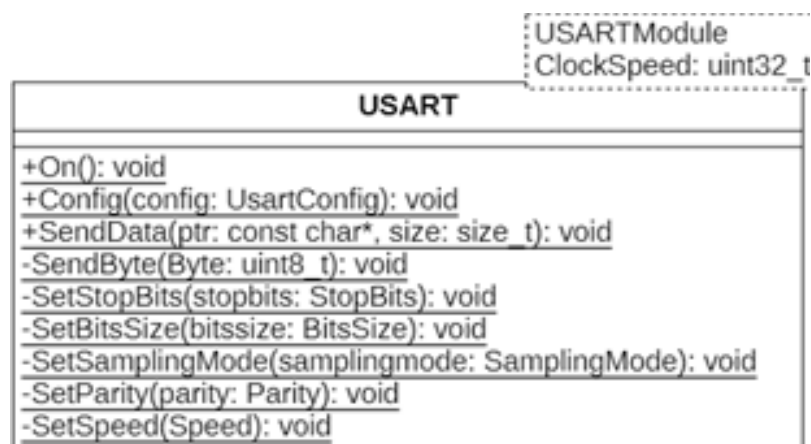 USARTModule
ClockSpeed: uint32_t
USART
+On(): void
+Config(config: UsartConfig): void
+SendData(ptr: const char*, size: size_t): void
-SendByte(Byte: uint8_t): void
-SetStopBits(stopbits: StopBits): void
-SetBitsSize(bitssize: BitsSize): void
-SetSamplingMode(samplingmode: SamplingMode): void
-SetParity(parity: Parity): void
-SetSpeed(Speed): void